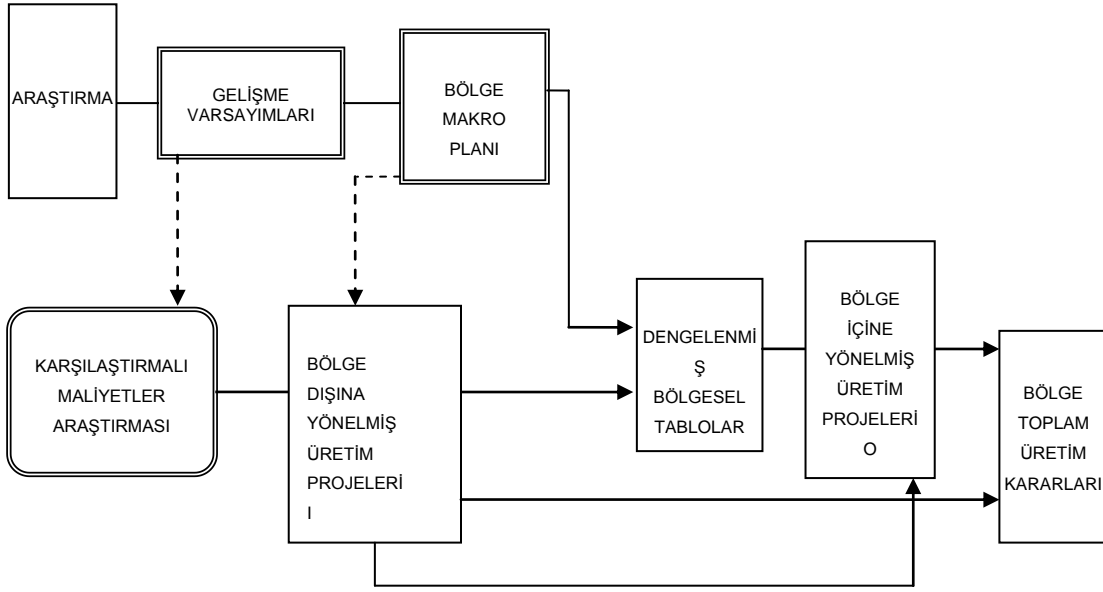 ARAŞTIRMA
GELİŞME
VARSAYIMLARI
BÖLGE
MAKRO
PLANI
KARŞILAŞTIRMALI
MALİYETLER
ARAŞTIRMASI
BÖLGE
DIŞINA
YÖNELMİŞ
ÜRETİM
PROJELERİ
I
DENGELENMİ
Ş
BÖLGESEL
TABLOLAR
BÖLGE
İÇİNE
YÖNELMİŞ
ÜRETİM
PROJELERİ
O
BÖLGE
TOPLAM
ÜRETİM
KARARLARI